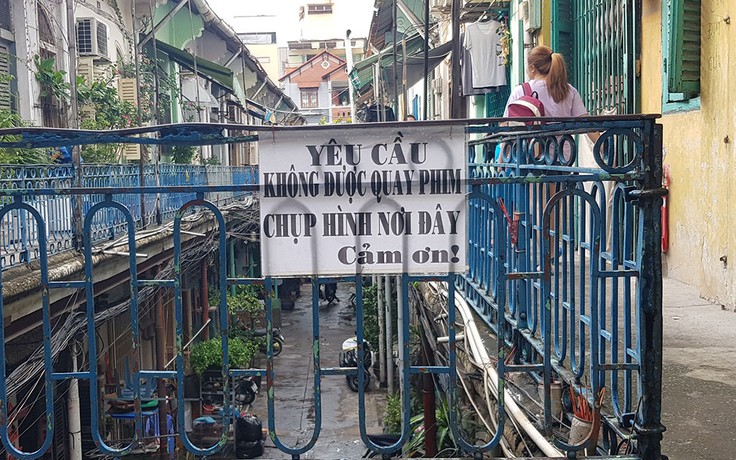 YÊU CẦU
KHÔNG ĐƯỢC QUAY PHIM
CHỤP HÌNH NƠI ĐÂY
Cảm ơn!